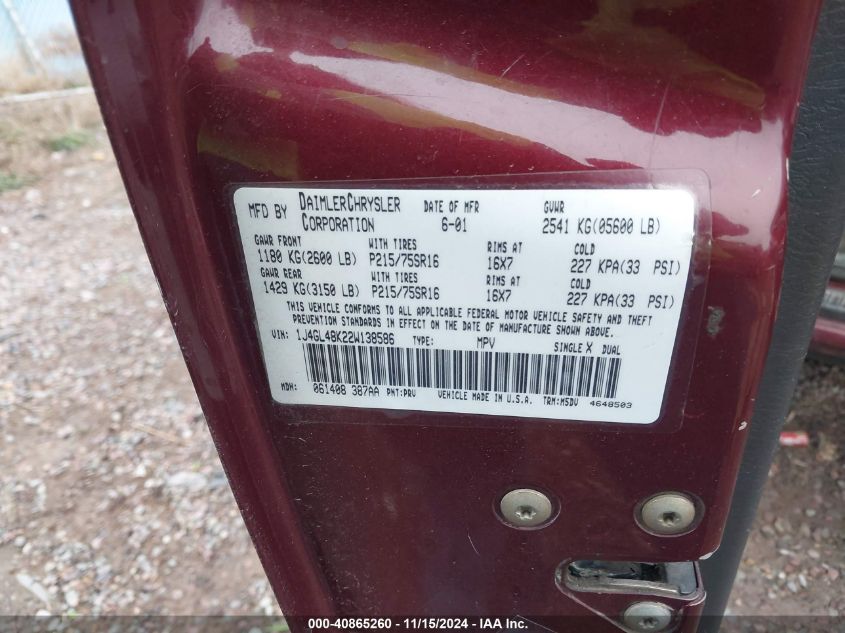 MFD BY DAIMLERCHRYSLER CORPORATION DATE OF MFR 6-01 GVWR 2541 KG(05600 LB)
GAWR FRONT WITH TIRES RIMS AT COLD
1180 KG(2600 LB) P215/75SR16 16X7 227 KPA(33 PSI)
GAWR REAR WITH TIRES RIMS AT COLD
1429 KG(3150 LB) P215/75SR16 16X7 227 KPA(33 PSI)
THIS VEHICLE CONFORMS TO ALL APPLICABLE FEDERAL MOTOR VEHICLE SAFETY AND THEFT
PREVENTION STANDARDS IN EFFECT ON THE DATE OF MANUFACTURE SHOWN ABOVE.
VIN: 1J4GL48K22W138586 TYPE: MPV SINGLE X DUAL
MDH: 061408 387AA PNT:PRV VEHICLE MADE IN U.S.A. TRM:M5DV 4648503
000-40865260 - 11/15/2024 - IAA Inc.